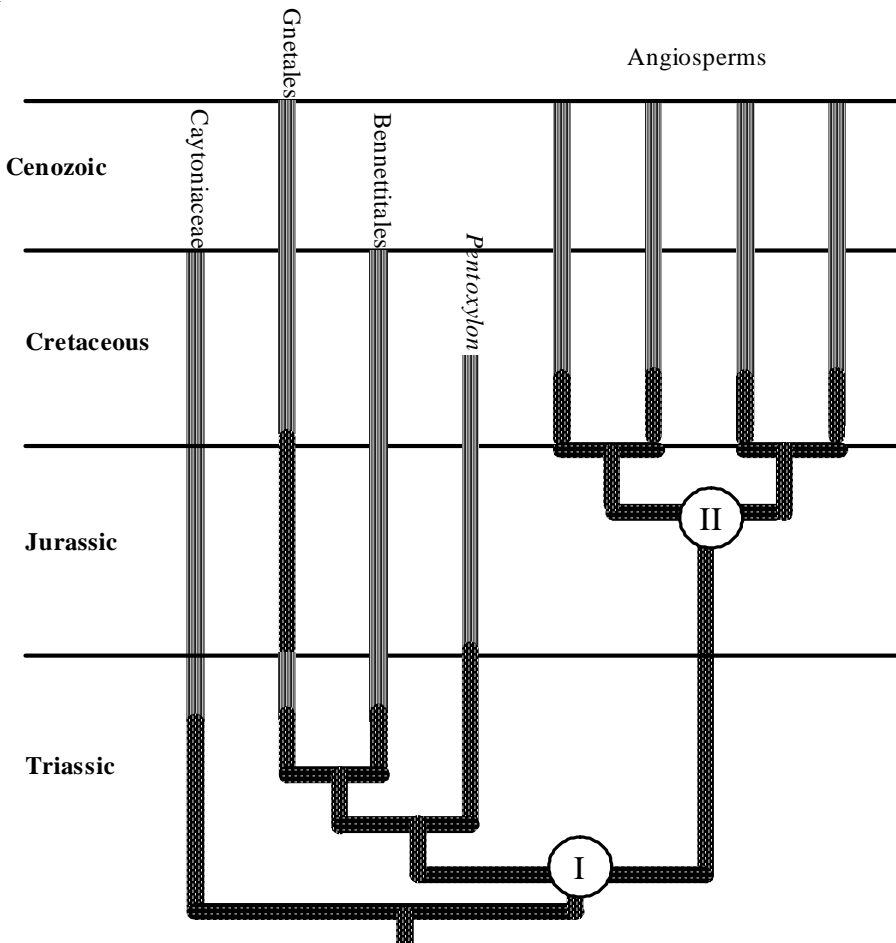 Gnetales
Angiosperms
Caytoniaceae
Bennettitales
Cenozoic
Pentoxylon
Cretaceous
Jurassic
II
Triassic
I